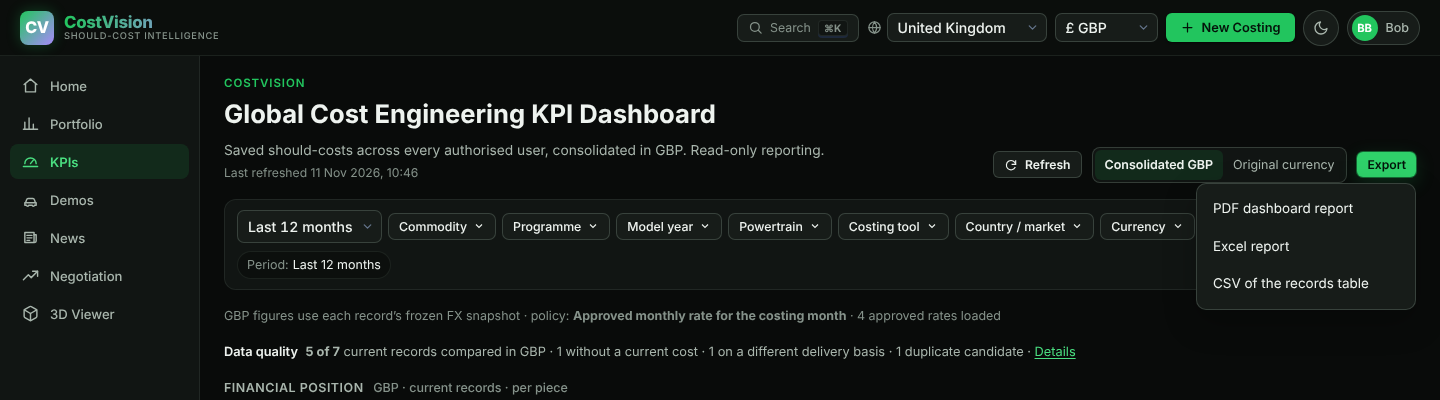 CV
CostVision
SHOULD-COST INTELLIGENCE
Search ⌘K
United Kingdom
£ GBP
+ New Costing
BB Bob
Home
Portfolio
KPIs
Demos
News
Negotiation
3D Viewer
COSTVISION
Global Cost Engineering KPI Dashboard
Saved should-costs across every authorised user, consolidated in GBP. Read-only reporting.
Last refreshed 11 Nov 2026, 10:46
Refresh
Consolidated GBP
Original currency
Export
PDF dashboard report
Excel report
CSV of the records table
Last 12 months
Commodity
Programme
Model year
Powertrain
Costing tool
Country / market
Currency
Period: Last 12 months
GBP figures use each record’s frozen FX snapshot · policy: Approved monthly rate for the costing month · 4 approved rates loaded
Data quality 5 of 7 current records compared in GBP · 1 without a current cost · 1 on a different delivery basis · 1 duplicate candidate · Details
FINANCIAL POSITION GBP · current records · per piece